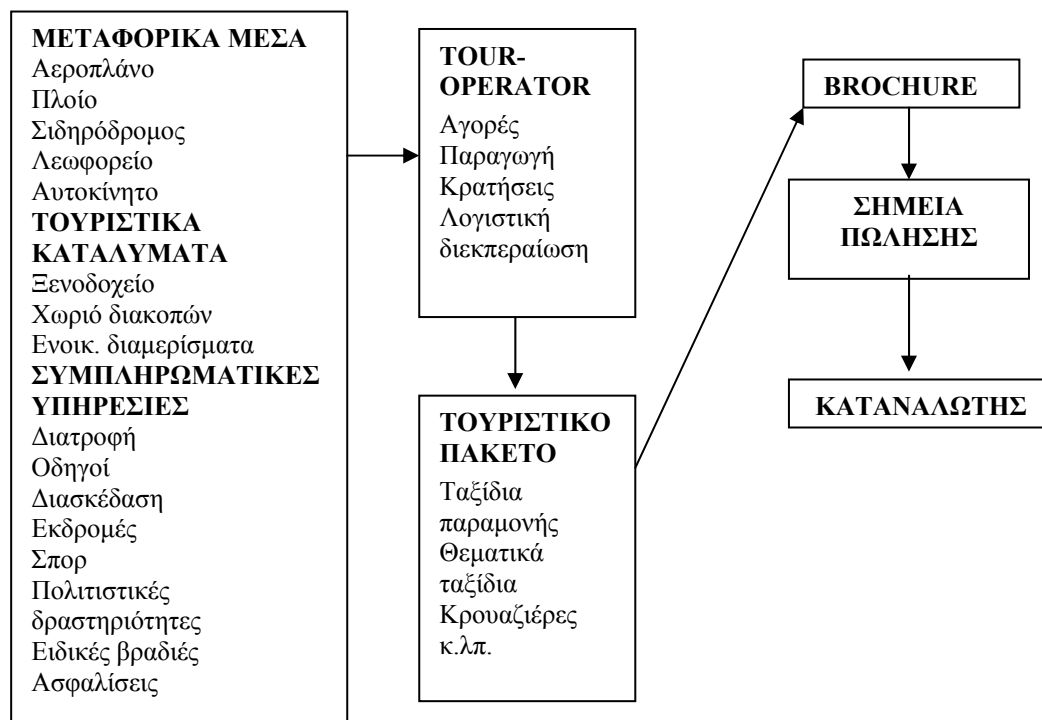 ΜΕΤΑΦΟΡΙΚΑ ΜΕΣΑ
Αεροπλάνο
Πλοίο
Σιδηρόδρομος
Λεωφορείο
Αυτοκίνητο
ΤΟΥΡΙΣΤΙΚΑ
ΚΑΤΑΛΥΜΑΤΑ
Ξενοδοχείο
Χωριό διακοπών
Ενοικ. διαμερίσματα
ΣΥΜΠΛΗΡΩΜΑΤΙΚΕΣ
ΥΠΗΡΕΣΙΕΣ
Διατροφή
Οδηγοί
Διασκέδαση
Εκδρομές
Σπορ
Πολιτιστικές
δραστηριότητες
Ειδικές βραδιές
Ασφαλίσεις
TOUR-
OPERATOR
Αγορές
Παραγωγή
Κρατήσεις
Λογιστική
διεκπεραίωση
ΤΟΥΡΙΣΤΙΚΟ
ΠΑΚΕΤΟ
Ταξίδια
παραμονής
Θεματικά
ταξίδια
Κρουαζιέρες
κ.λπ.
BROCHURE
ΣΗΜΕΙΑ
ΠΩΛΗΣΗΣ
ΚΑΤΑΝΑΛΩΤΗΣ